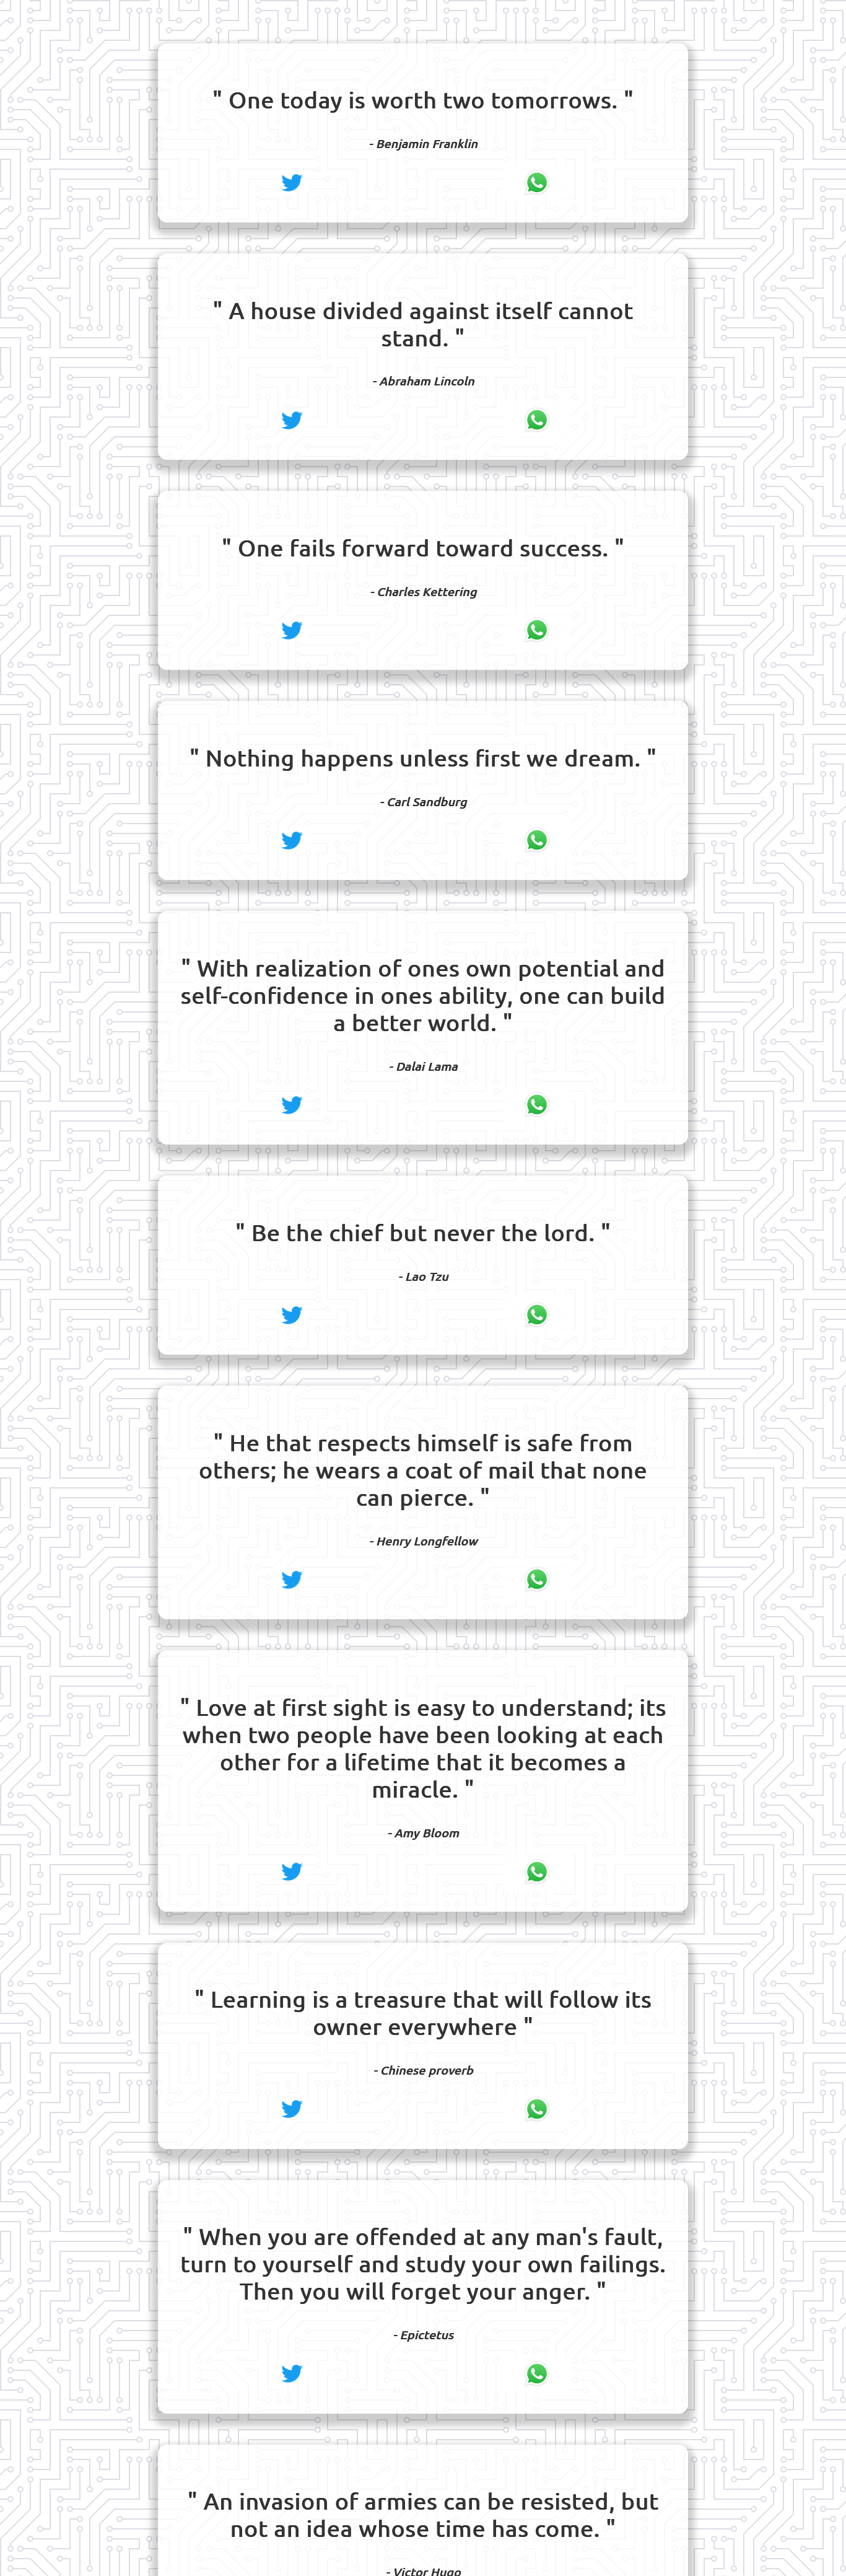 " One today is worth two tomorrows. "
- Benjamin Franklin
" A house divided against itself cannot
stand. "
- Abraham Lincoln
" One fails forward toward success. "
- Charles Kettering
" Nothing happens unless first we dream. "
- Carl Sandburg
" With realization of ones own potential and
self-confidence in ones ability, one can build
a better world. "
- Dalai Lama
" Be the chief but never the lord. "
- Lao Tzu
" He that respects himself is safe from
others; he wears a coat of mail that none
can pierce. "
- Henry Longfellow
" Love at first sight is easy to understand; its
when two people have been looking at each
other for a lifetime that it becomes a
miracle. "
- Amy Bloom
" Learning is a treasure that will follow its
owner everywhere "
- Chinese proverb
" When you are offended at any man's fault,
turn to yourself and study your own failings.
Then you will forget your anger. "
- Epictetus
" An invasion of armies can be resisted, but
not an idea whose time has come. "
- Victor Hugo